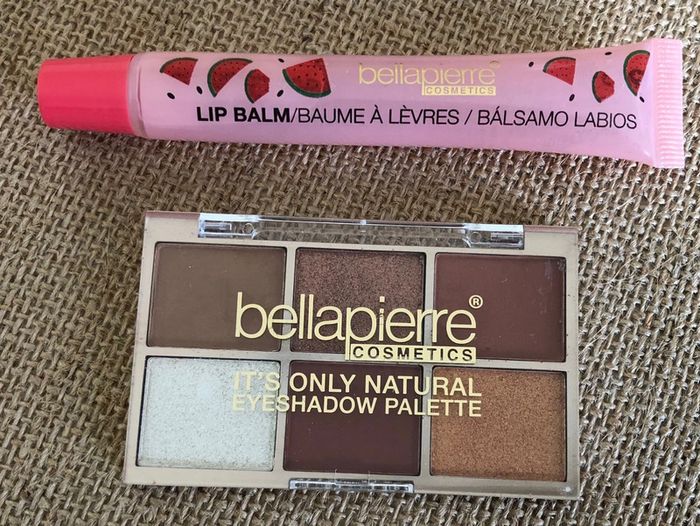 bellapierre
COSMETICS
LIP BALM/BAUME À LÈVRES / BÁLSAMO LABIOS
bellapierre®
COSMETICS
IT'S ONLY NATURAL
EYESHADOW PALETTE